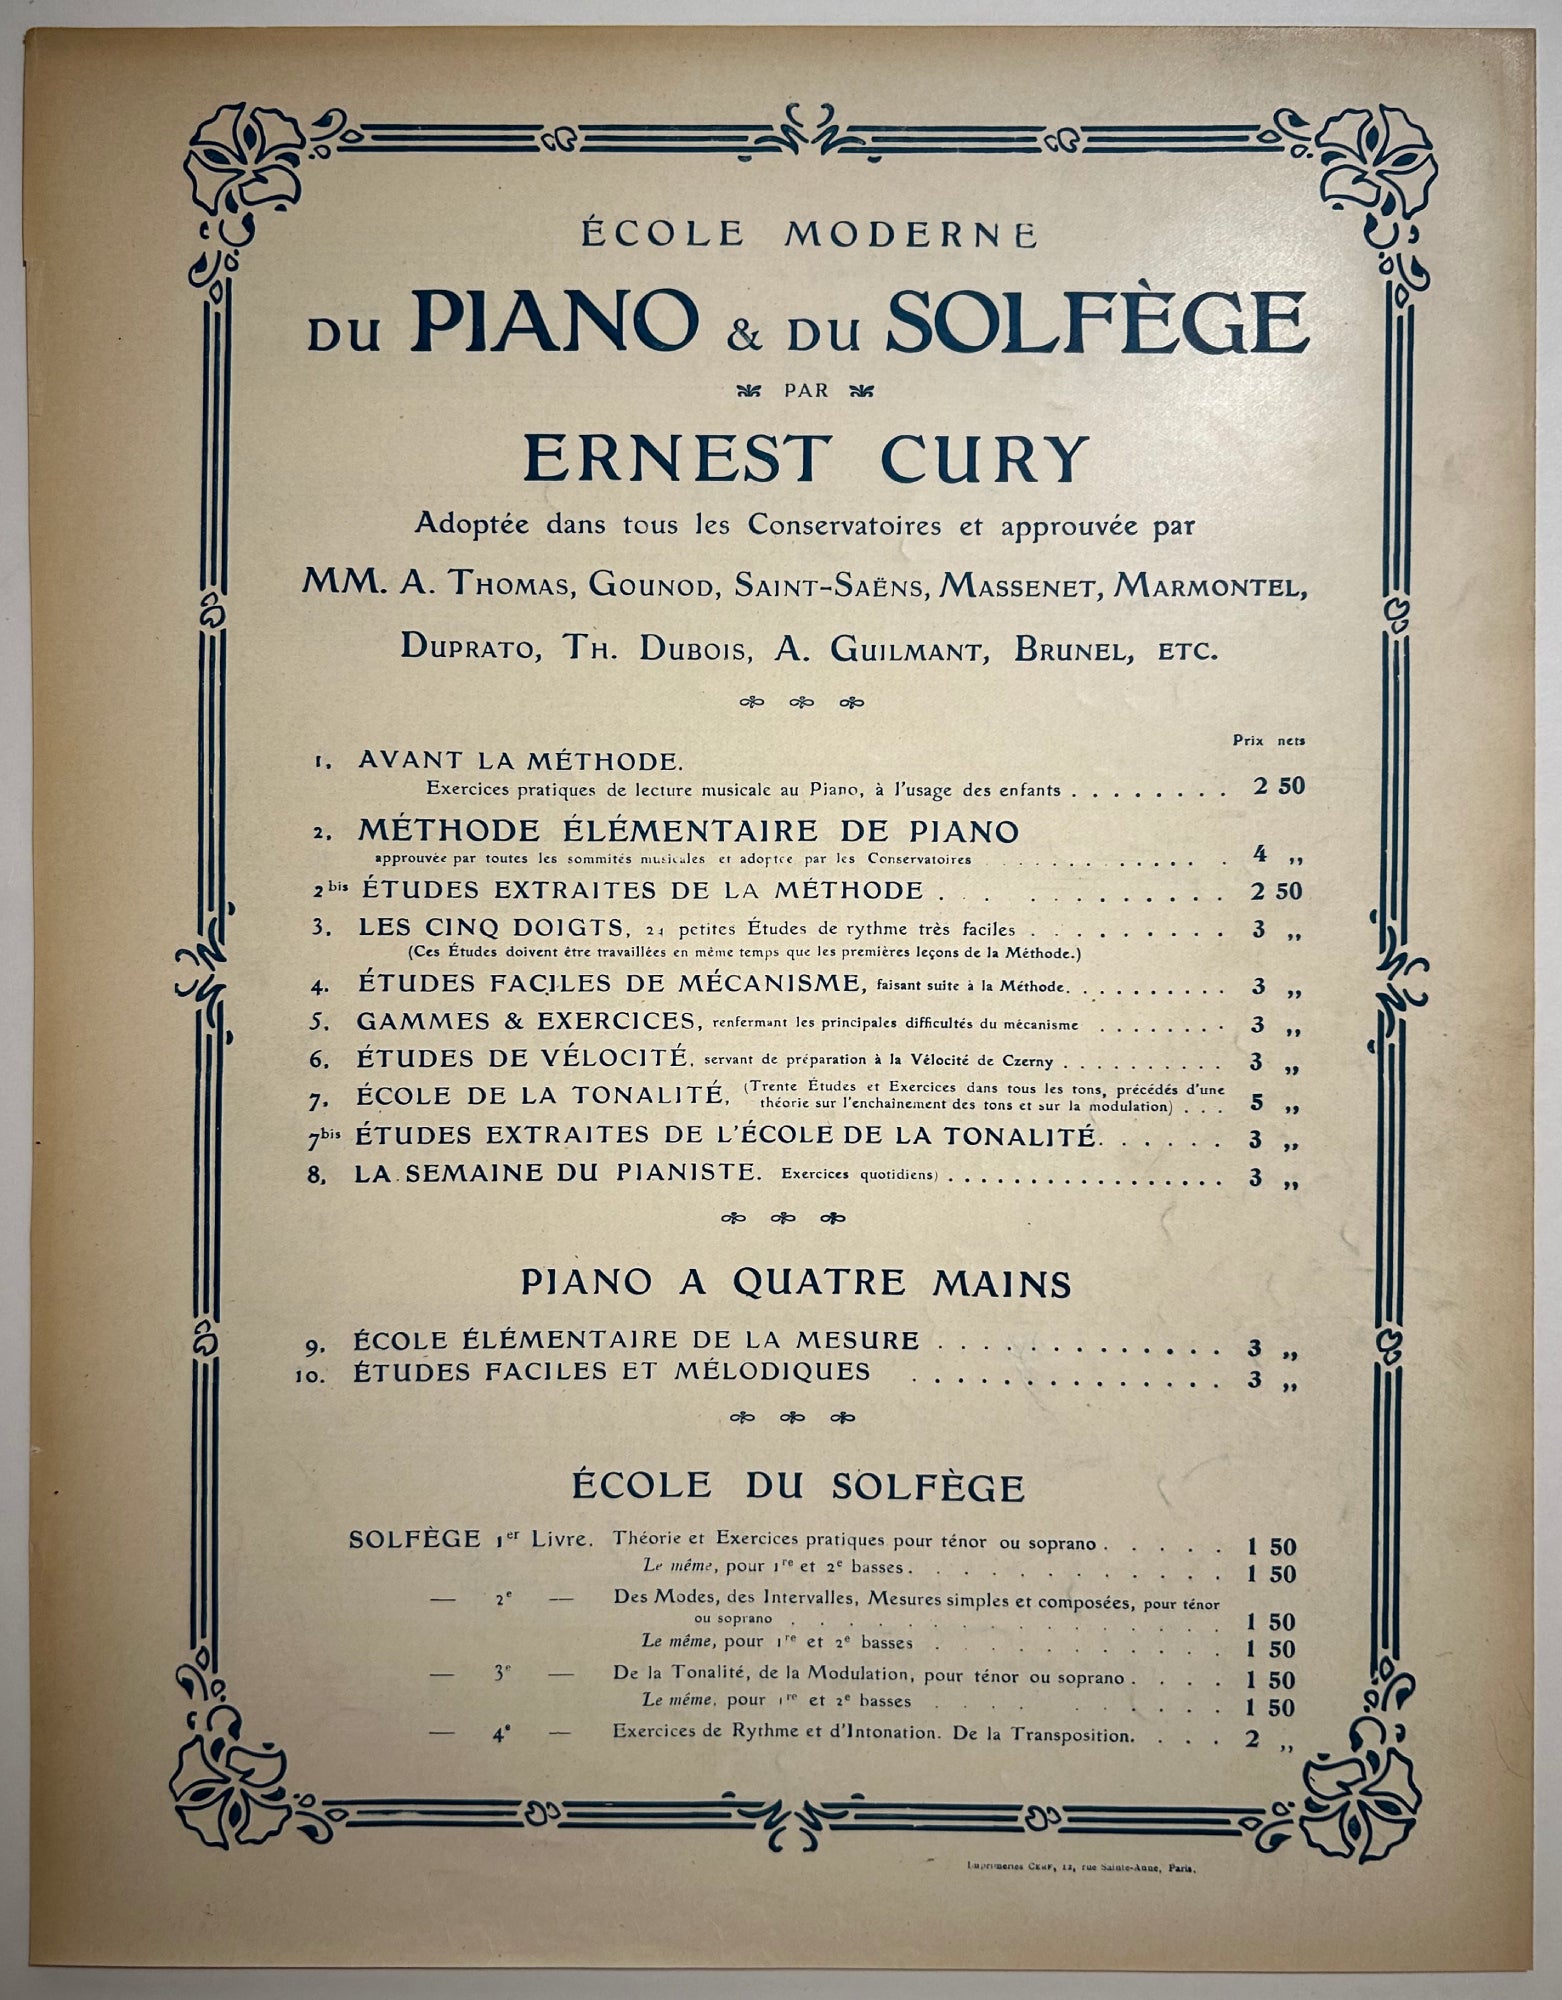 ÉCOLE MODERNE
DU PIANO & DU SOLFÈGE
PAR
ERNEST CURY
Adoptée dans tous les Conservatoires et approuvée par
MM. A. THOMAS, GOUNOD, SAINT-SAËNS, MASSENET, MARMONTEL,
DUPRATO, TH. DUBOIS, A. GUILMANT, BRUNEL, ETC.
Prix nets
1. AVANT LA MÉTHODE.
Exercices pratiques de lecture musicale au Piano, à l'usage des enfants . . . . . . . . 2 50
2. MÉTHODE ÉLÉMENTAIRE DE PIANO
approuvée par toutes les sommités musicales et adoptée par les Conservatoires . . . . . . . . . . . . 4 „
2bis ÉTUDES EXTRAITES DE LA MÉTHODE . . . . . . . . . . . 2 50
3. LES CINQ DOIGTS, 24 petites Études de rythme très faciles . . . . . . . . . 3 „
(Ces Études doivent être travaillées en même temps que les premières leçons de la Méthode.)
4. ÉTUDES FACILES DE MÉCANISME, faisant suite à la Méthode. . . . . . . . . . 3 „
5. GAMMES & EXERCICES, renfermant les principales difficultés du mécanisme . . . . . . . . 3 „
6. ÉTUDES DE VÉLOCITÉ, servant de préparation à la Vélocité de Czerny . . . . . . . . . . 3 „
7. ÉCOLE DE LA TONALITÉ, (Trente Études et Exercices dans tous les tons, précédés d'une
théorie sur l'enchaînement des tons et sur la modulation) . . . 5 „
7bis ÉTUDES EXTRAITES DE L'ÉCOLE DE LA TONALITÉ. . . . . . 3 „
8. LA SEMAINE DU PIANISTE. Exercices quotidiens) . . . . . . . . . . . . . . . . . 3 „
PIANO A QUATRE MAINS
9. ÉCOLE ÉLÉMENTAIRE DE LA MESURE . . . . . . . . . . . . . 3 „
10. ÉTUDES FACILES ET MÉLODIQUES . . . . . . . . . . . . . . 3 „
ÉCOLE DU SOLFÈGE
SOLFÈGE 1er Livre. Théorie et Exercices pratiques pour ténor ou soprano . . . . . 1 50
Le même, pour 1re et 2e basses. . . . . . . . . . . . 1 50
— 2e — Des Modes, des Intervalles, Mesures simples et composées, pour ténor
ou soprano . . . . . . . . . . . . . . . . 1 50
Le même, pour 1re et 2e basses . . . . . . . . . . . 1 50
— 3e — De la Tonalité, de la Modulation, pour ténor ou soprano . . . . 1 50
Le même, pour 1re et 2e basses . . . . . . . . . . . 1 50
— 4e — Exercices de Rythme et d'Intonation. De la Transposition. . . . 2 „
Imprimeries CERF, 12, rue Sainte-Anne, Paris.